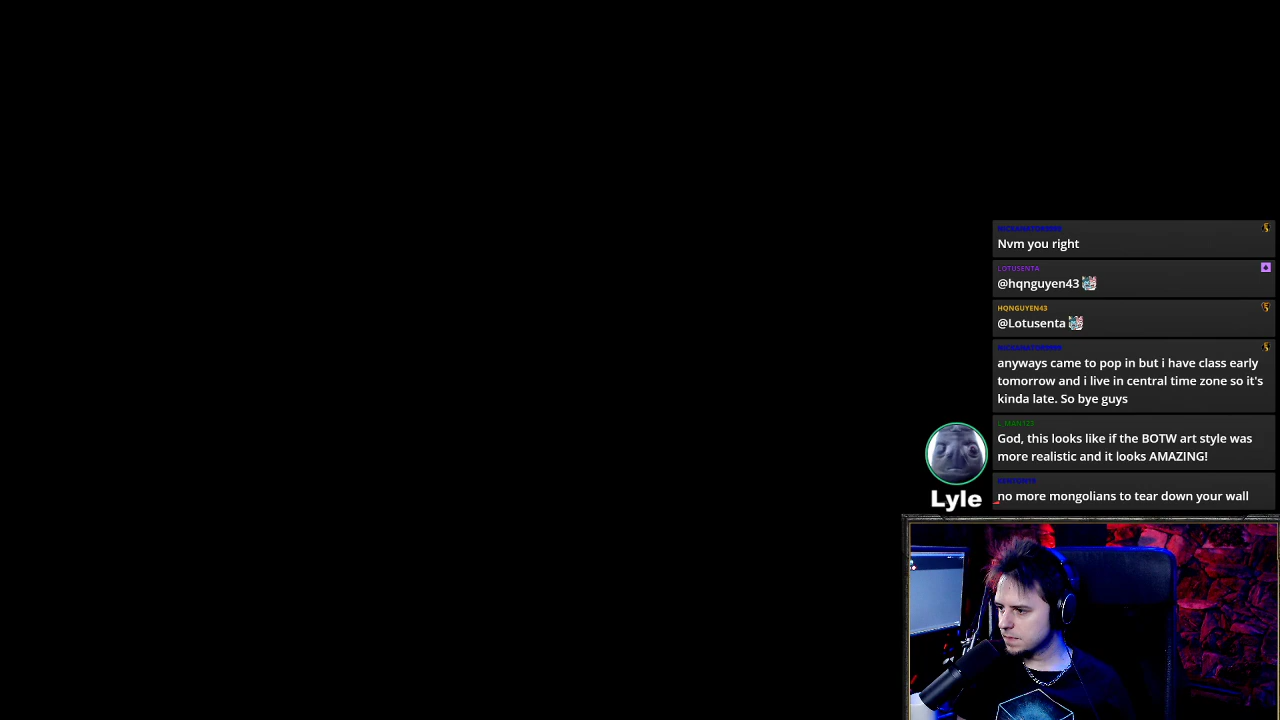 Nvm you right
LOTUSENTA
@hqnguyen43
HQNGUYEN43
@Lotusenta
anyways came to pop in but i have class early
tomorrow and i live in central time zone so it's
kinda late. So bye guys
L_MAN123
God, this looks like if the BOTW art style was
more realistic and it looks AMAZING!
no more mongolians to tear down your wall
Lyle